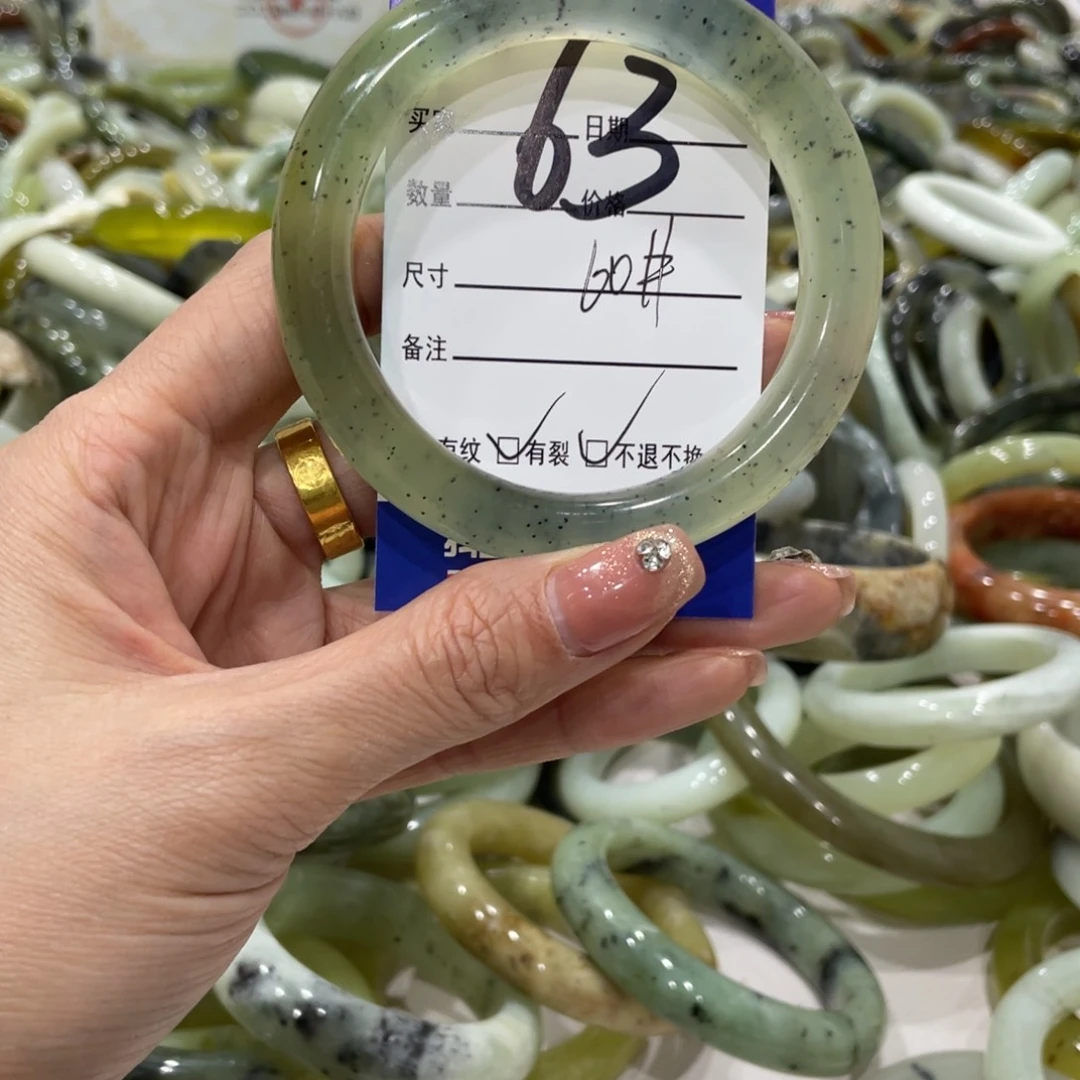 63
买 日期
数量 价格
尺寸 60#
备注
有纹 ☑有裂 ☑不退不换